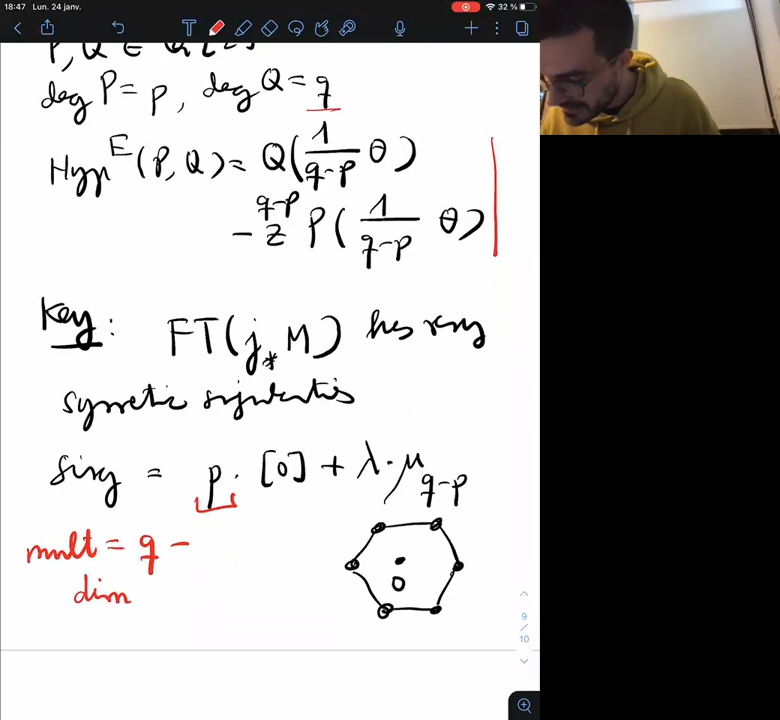 18:47 Lun. 24 janv.
32 %
P, Q ∈
deg P = p, deg Q = q
Hyp^E(P, Q) = Q(1/(q-p) θ)
- z^{q-p} P(1/(q-p) θ)
Key: FT(j_* M) has very
symmetric singularities
sing = p · [0] + λ · μ_{q-p}
mult = q -
dim
0
9
/
10